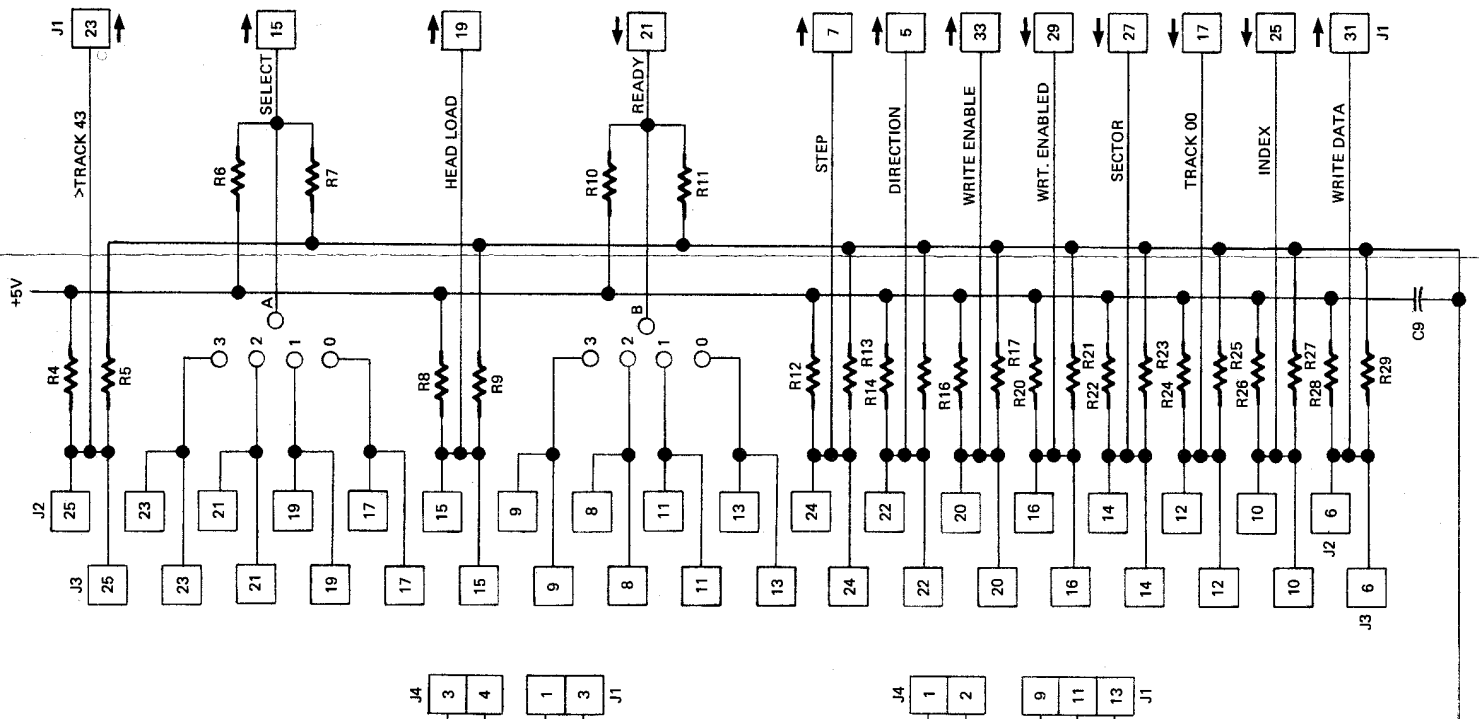 J1 23 15 19 21 7 5 33 29 27 17 25 31 J1
>TRACK 43
SELECT
HEAD LOAD
READY
STEP
DIRECTION
WRITE ENABLE
WRT. ENABLED
SECTOR
TRACK 00
INDEX
WRITE DATA
R6 R7 R10 R11
+5V
A
B
3 2 1 0
3 2 1 0
C9
R4 R5 R8 R9 R12 R13 R14 R16 R17 R20 R21 R22 R23 R24 R25 R26 R27 R28 R29
J2 25 23 21 19 17 15 9 8 11 13 24 22 20 16 14 12 10 6 J2
J3 25 23 21 19 17 15 9 8 11 13 24 22 20 16 14 12 10 6 J3
J4 3 4
1 3 J1
J4 1 2
9 11 13 J1